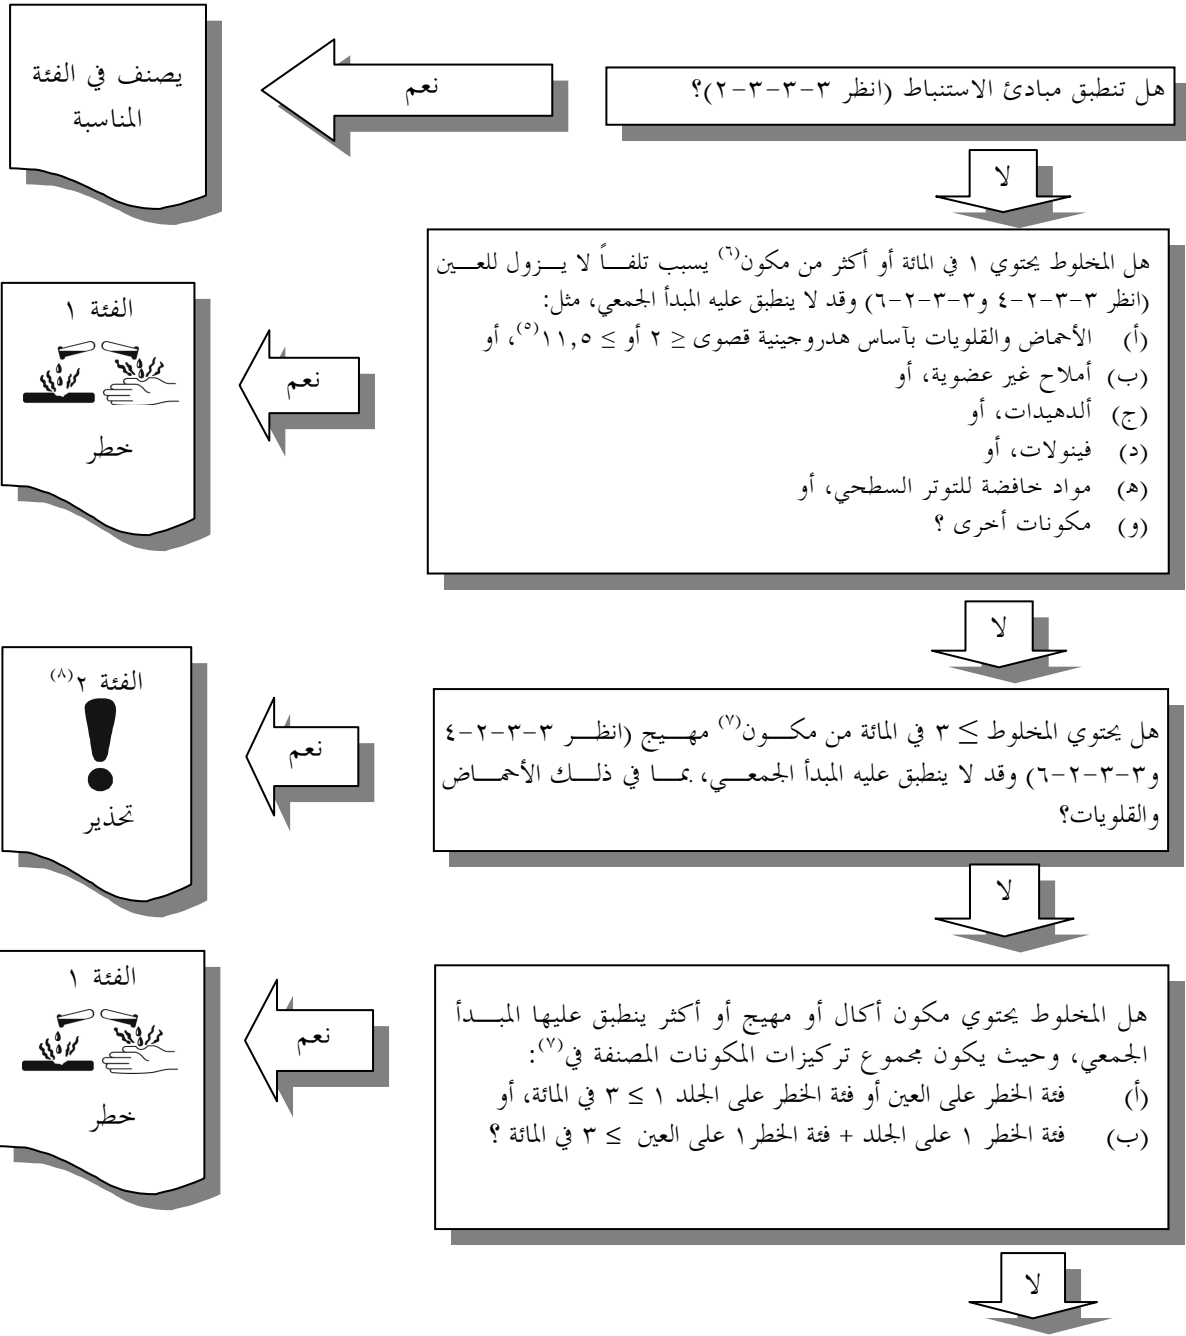 هل تنطبق مبادئ الاستنباط (انظر ٣-٣-٣-٢)؟
نعم
يصنف في الفئة
المناسبة
لا
هل المخلوط يحتوي ١ في المائة أو أكثر من مكون(٦) يسبب تلفاً لا يزول للعين
(انظر ٣-٣-٢-٤ و٣-٣-٢-٦) وقد لا ينطبق عليه المبدأ الجمعي، مثل:
(أ) الأحماض والقلويات بآساس هدروجينية قصوى ≤ ٢ أو ≥ ١١,٥(٥)، أو
(ب) أملاح غير عضوية، أو
(ج) ألدهيدات، أو
(د) فينولات، أو
(ه) مواد خافضة للتوتر السطحي، أو
(و) مكونات أخرى ؟
نعم
الفئة ١
خطر
لا
هل يحتوي المخلوط ≥ ٣ في المائة من مكون(٧) مهيج (انظر ٣-٣-٢-٤
و٣-٣-٢-٦) وقد لا ينطبق عليه المبدأ الجمعي، بما في ذلك الأحماض
والقلويات؟
نعم
الفئة ٢(٨)
تحذير
لا
هل المخلوط يحتوي مكون أكال أو مهيج أو أكثر ينطبق عليها المبدأ
الجمعي، وحيث يكون مجموع تركيزات المكونات المصنفة في(٧):
(أ) فئة الخطر على العين أو فئة الخطر على الجلد ١ ≥ ٣ في المائة، أو
(ب) فئة الخطر ١ على الجلد + فئة الخطر١ على العين ≥ ٣ في المائة ؟
نعم
الفئة ١
خطر
لا